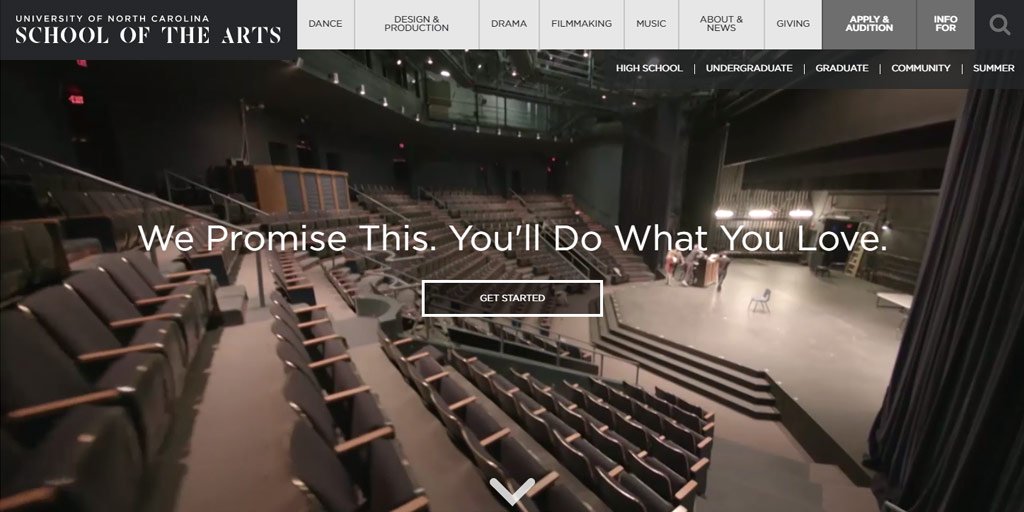 UNIVERSITY OF NORTH CAROLINA
SCHOOL OF THE ARTS
DANCE
DESIGN &
PRODUCTION
DRAMA
FILMMAKING
MUSIC
ABOUT &
NEWS
GIVING
APPLY &
AUDITION
INFO
FOR
HIGH SCHOOL | UNDERGRADUATE | GRADUATE | COMMUNITY | SUMMER
We Promise This. You'll Do What You Love.
GET STARTED